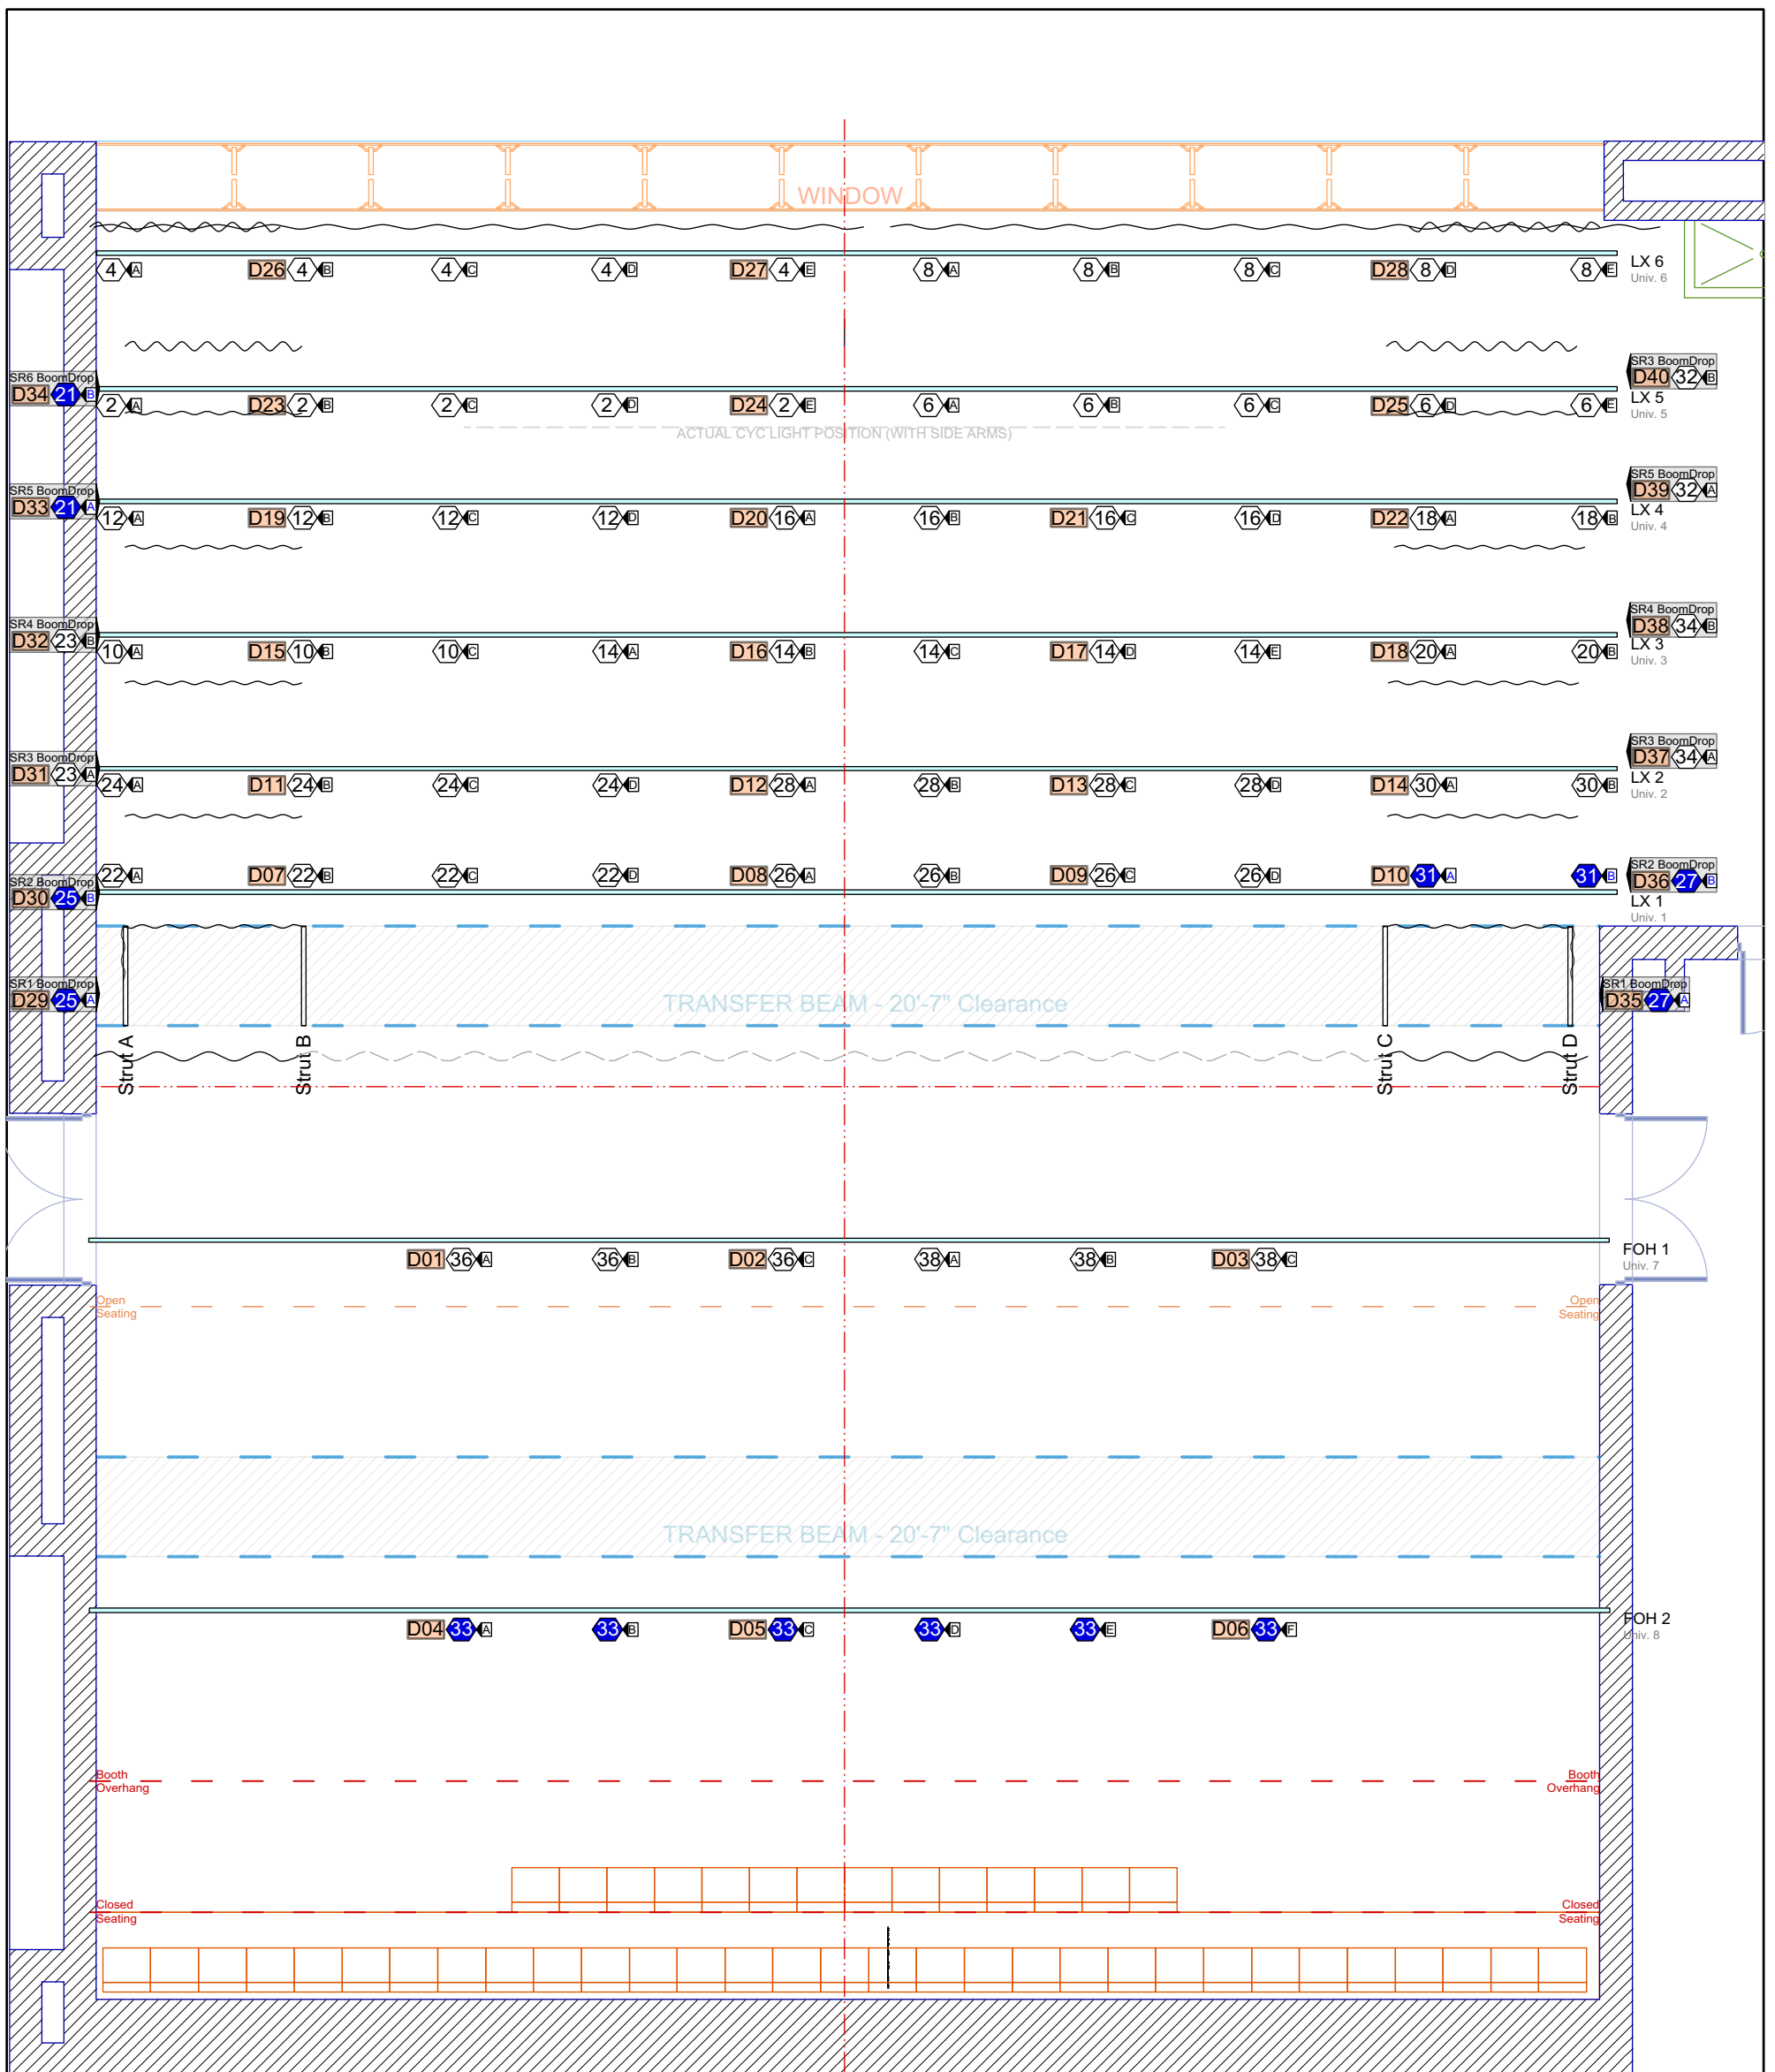 WINDOW
4 A D26 4 B 4 C 4 D D27 4 E 8 A 8 B 8 C D28 8 D 8 E
LX 6
Univ. 6
SR6 BoomDrop
D34 21 B
SR3 BoomDrop
D40 32 B
2 A D23 2 B 2 C 2 D D24 2 E 6 A 6 B 6 C D25 6 D 6 E
LX 5
Univ. 5
ACTUAL CYC LIGHT POSITION (WITH SIDE ARMS)
SR5 BoomDrop
D33 21 A
SR5 BoomDrop
D39 32 A
12 A D19 12 B 12 C 12 D D20 16 A 16 B D21 16 C 16 D D22 18 A 18 B
LX 4
Univ. 4
SR4 BoomDrop
D32 23 B
SR4 BoomDrop
D38 34 B
10 A D15 10 B 10 C 14 A D16 14 B 14 C D17 14 D 14 E D18 20 A 20 B
LX 3
Univ. 3
SR3 BoomDrop
D31 23 A
SR3 BoomDrop
D37 34 A
24 A D11 24 B 24 C 24 D D12 28 A 28 B D13 28 C 28 D D14 30 A 30 B
LX 2
Univ. 2
22 A D07 22 B 22 C 22 D D08 26 A 26 B D09 26 C 26 D D10 31 A 31 B
SR2 BoomDrop
D30 25 B
SR2 BoomDrop
D36 27 B
LX 1
Univ. 1
SR1 BoomDrop
D29 25 A
TRANSFER BEAM - 20'-7" Clearance
SR1 BoomDrop
D35 27 A
Strut A
Strut B
Strut C
Strut D
D01 36 A 36 B D02 36 C 38 A 38 B D03 38 C
FOH 1
Univ. 7
Open
Seating
Open
Seating
TRANSFER BEAM - 20'-7" Clearance
D04 33 A 33 B D05 33 C 33 D 33 E D06 33 F
FOH 2
Univ. 8
Booth
Overhang
Booth
Overhang
Closed
Seating
Closed
Seating